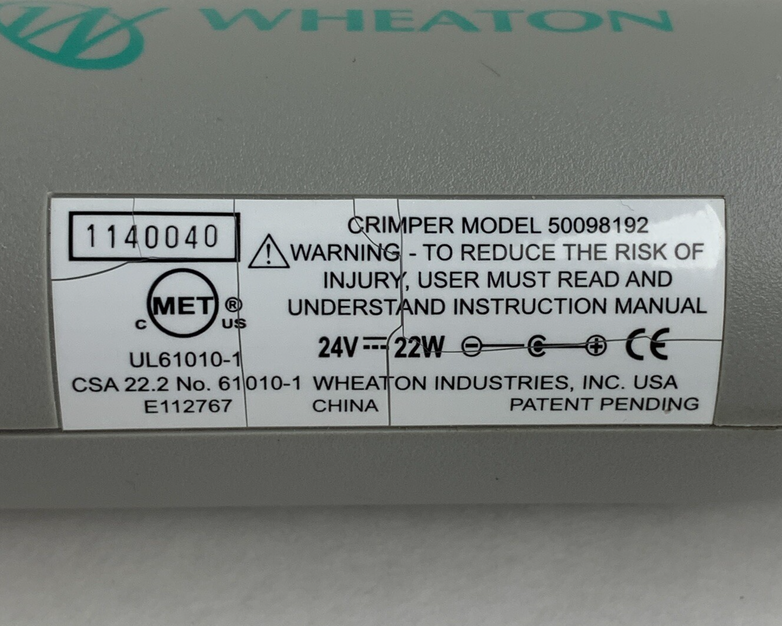 WHEATON
1140040
CRIMPER MODEL 50098192
WARNING - TO REDUCE THE RISK OF
INJURY, USER MUST READ AND
UNDERSTAND INSTRUCTION MANUAL
C MET ® US
24V 22W CE
UL61010-1
CSA 22.2 No. 61010-1 WHEATON INDUSTRIES, INC. USA
E112767 CHINA PATENT PENDING